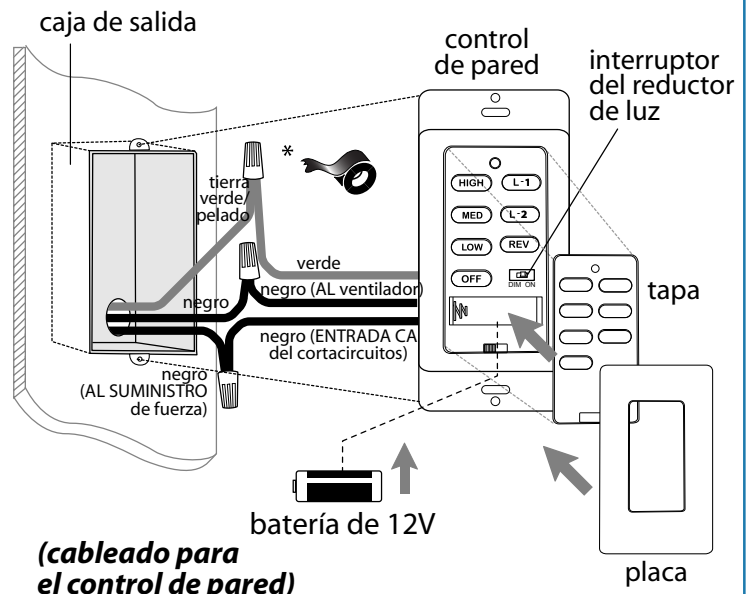 caja de salida
control
de pared
interruptor
del reductor
de luz
*
tierra
verde/
pelado
HIGH
L-1
MED
L-2
LOW
REV
OFF
DIM ON
verde
negro
negro (AL ventilador)
negro (ENTRADA CA
del cortacircuitos)
negro
(AL SUMINISTRO
de fuerza)
tapa
batería de 12V
placa
(cableado para
el control de pared)